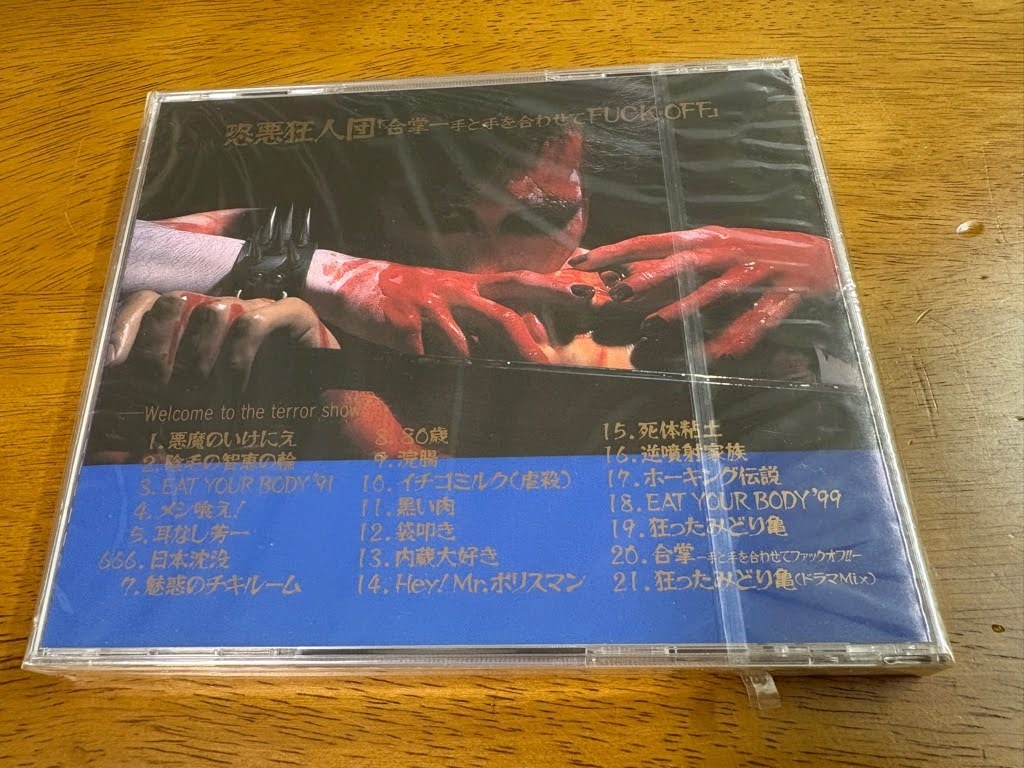 恐悪狂人団「合掌—手と手を合わせてFUCK OFF」
—Welcome to the terror show
1. 悪魔のいけにえ
2. 陰毛の智恵の輪
3. EAT YOUR BODY'91
4. メシ喰え!
5. 耳なし芳一
666. 日本沈没
7. 魅惑のチキルーム
8. 80歳
9. 浣腸
10. イチゴミルク(虐殺)
11. 黒い肉
12. 袋叩き
13. 内蔵大好き
14. Hey! Mr.ポリスマン
15. 死体粘土
16. 逆噴射家族
17. ホーキング伝説
18. EAT YOUR BODY'99
19. 狂ったみどり亀
20. 合掌—手と手を合わせてファックオフ!!—
21. 狂ったみどり亀(ドラマMix)